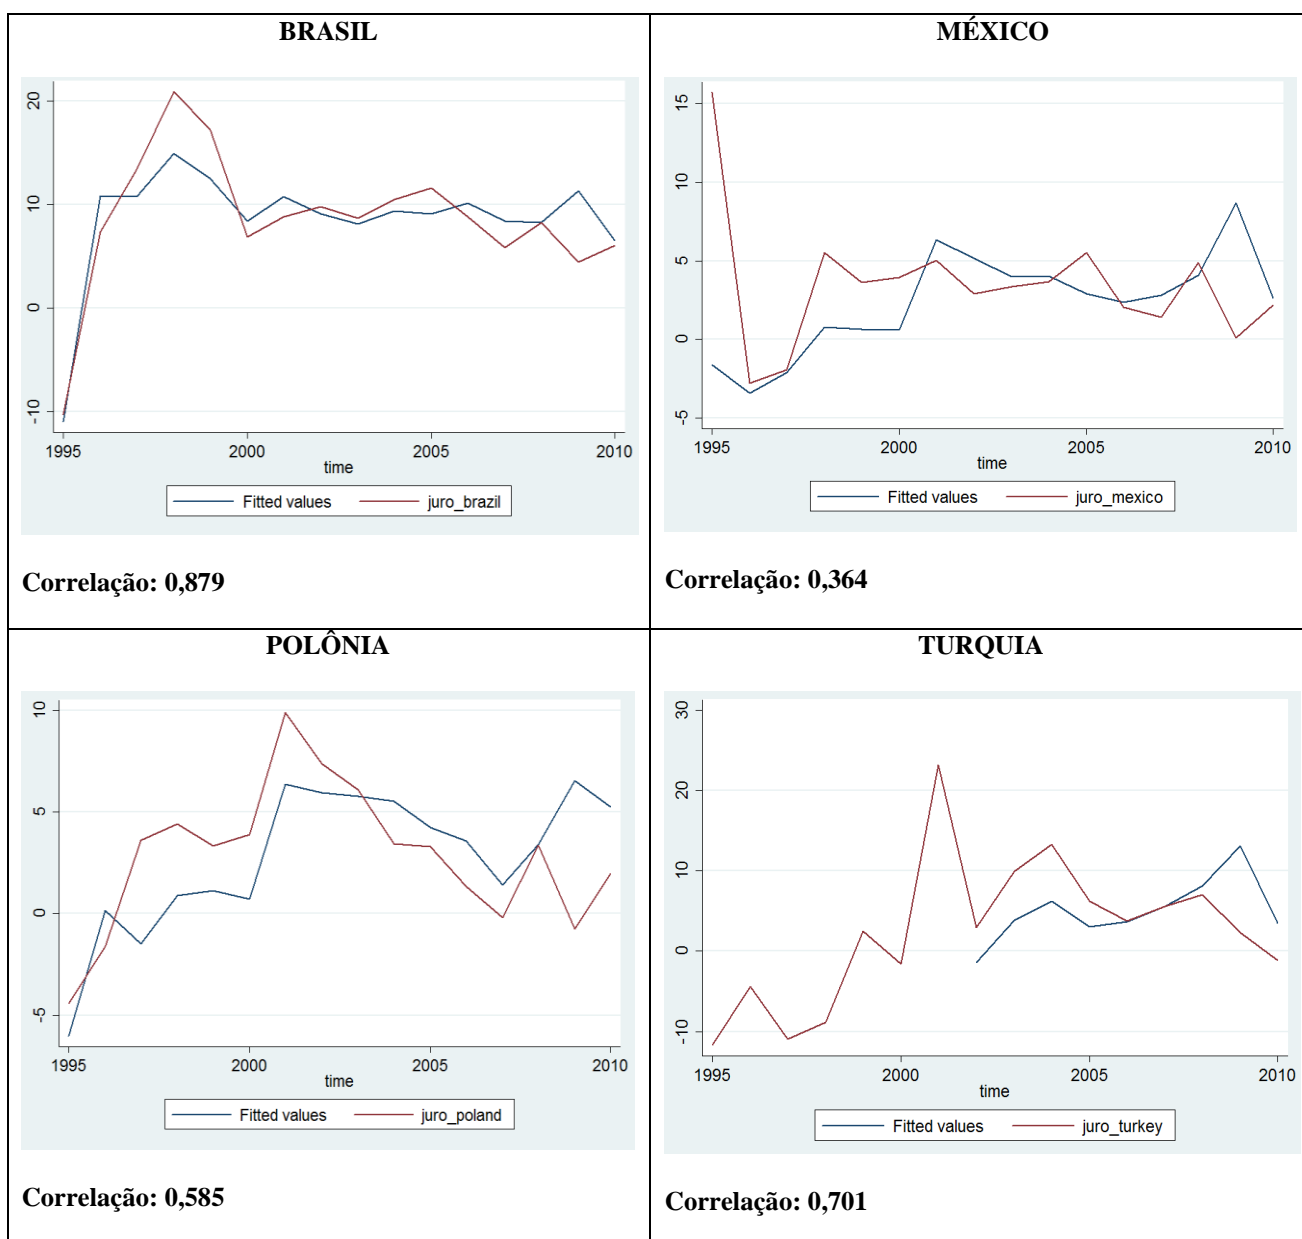 BRASIL
20
10
0
-10
1995 2000 2005 2010
time
Fitted values juro_brazil
Correlação: 0,879
MÉXICO
15
10
5
0
-5
1995 2000 2005 2010
time
Fitted values juro_mexico
Correlação: 0,364
POLÔNIA
10
5
0
-5
1995 2000 2005 2010
time
Fitted values juro_poland
Correlação: 0,585
TURQUIA
30
20
10
0
-10
1995 2000 2005 2010
time
Fitted values juro_turkey
Correlação: 0,701